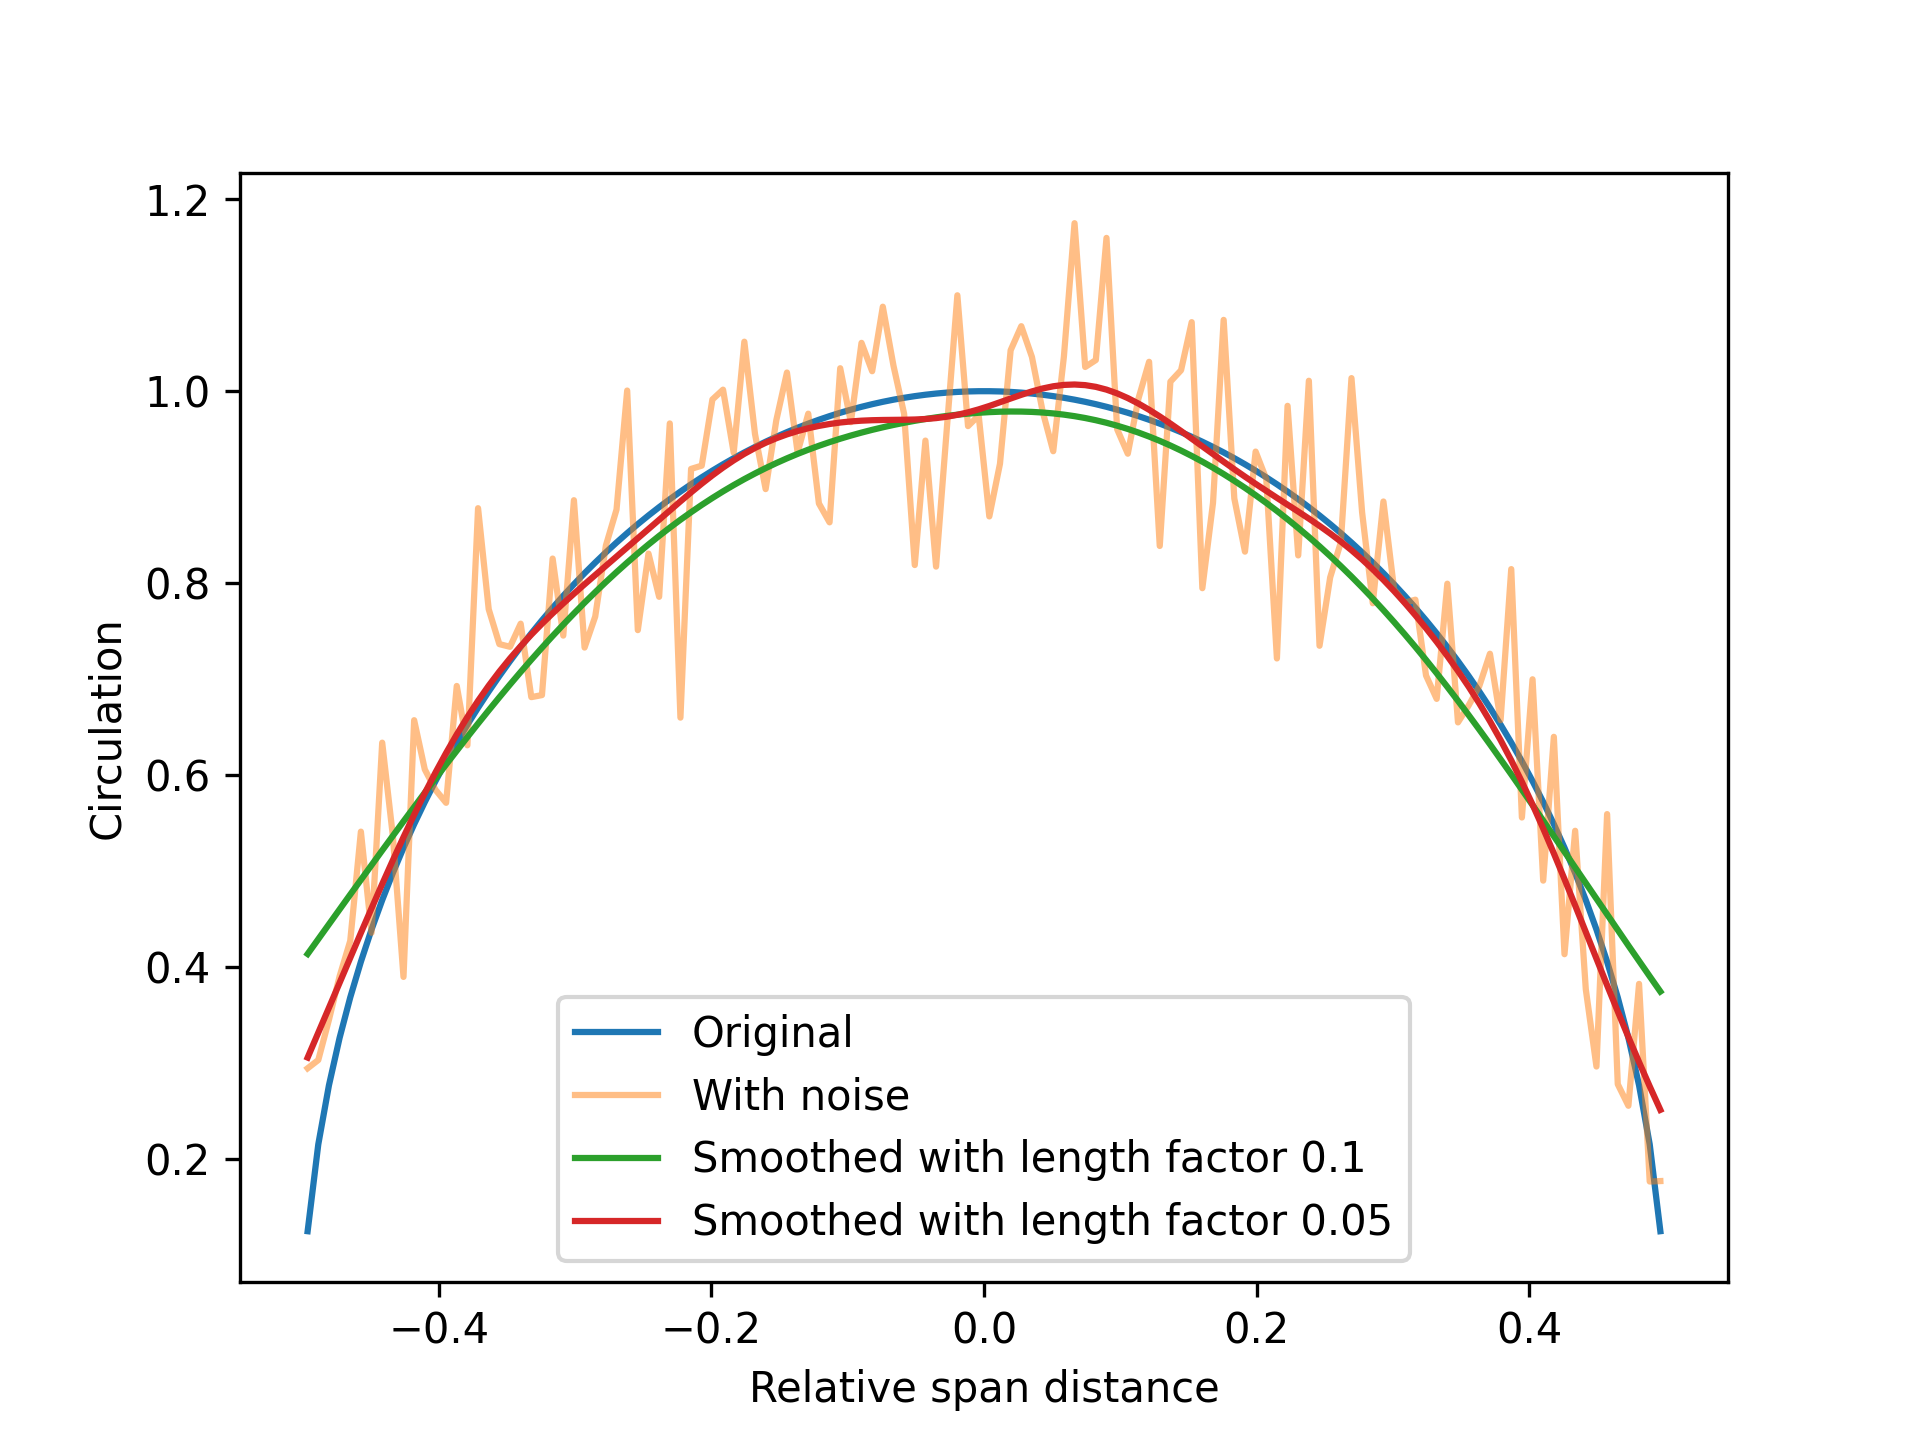 1.2
1.0
0.8
0.6
0.4
0.2
Circulation
Original
With noise
Smoothed with length factor 0.1
Smoothed with length factor 0.05
−0.4 −0.2 0.0 0.2 0.4
Relative span distance